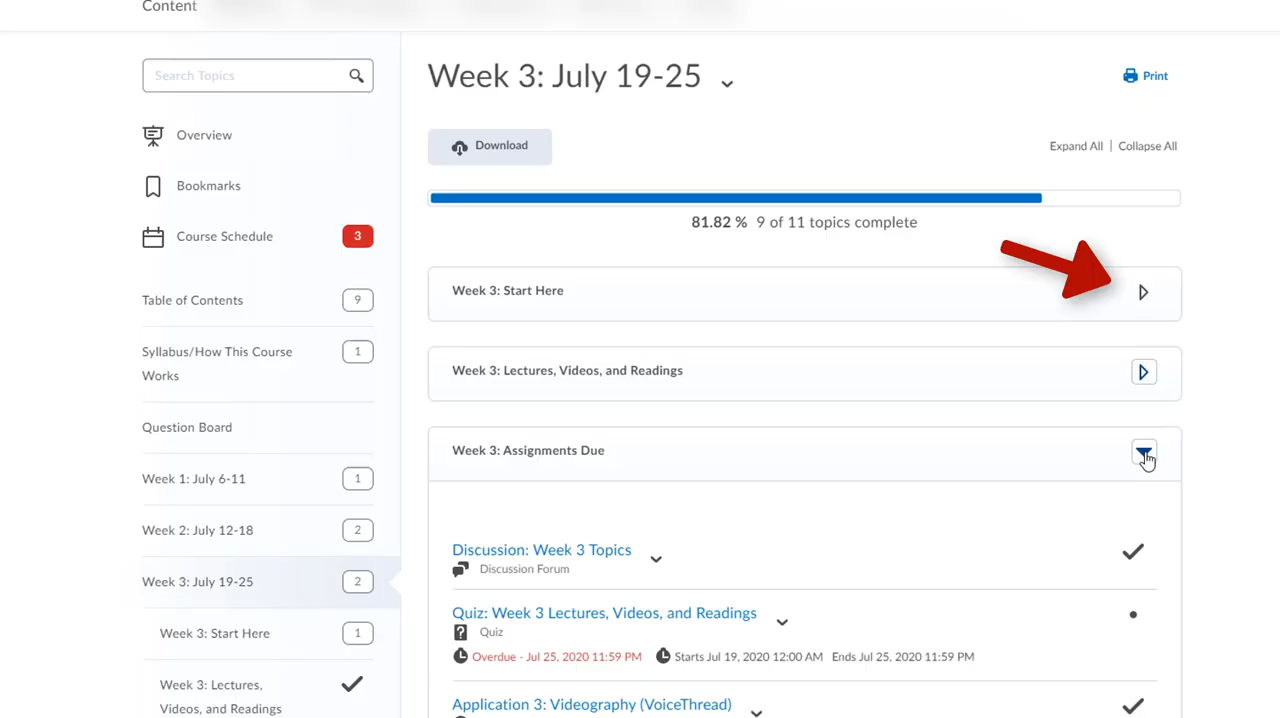 Content
Search Topics
Overview
Bookmarks
Course Schedule 3
Table of Contents 9
Syllabus/How This Course
Works 1
Question Board
Week 1: July 6-11 1
Week 2: July 12-18 2
Week 3: July 19-25 2
Week 3: Start Here 1
Week 3: Lectures,
Videos, and Readings
Week 3: July 19-25
Print
Download
Expand All | Collapse All
81.82 % 9 of 11 topics complete
Week 3: Start Here
Week 3: Lectures, Videos, and Readings
Week 3: Assignments Due
Discussion: Week 3 Topics
Discussion Forum
Quiz: Week 3 Lectures, Videos, and Readings
Quiz
Overdue - Jul 25, 2020 11:59 PM Starts Jul 19, 2020 12:00 AM Ends Jul 25, 2020 11:59 PM
Application 3: Videography (VoiceThread)